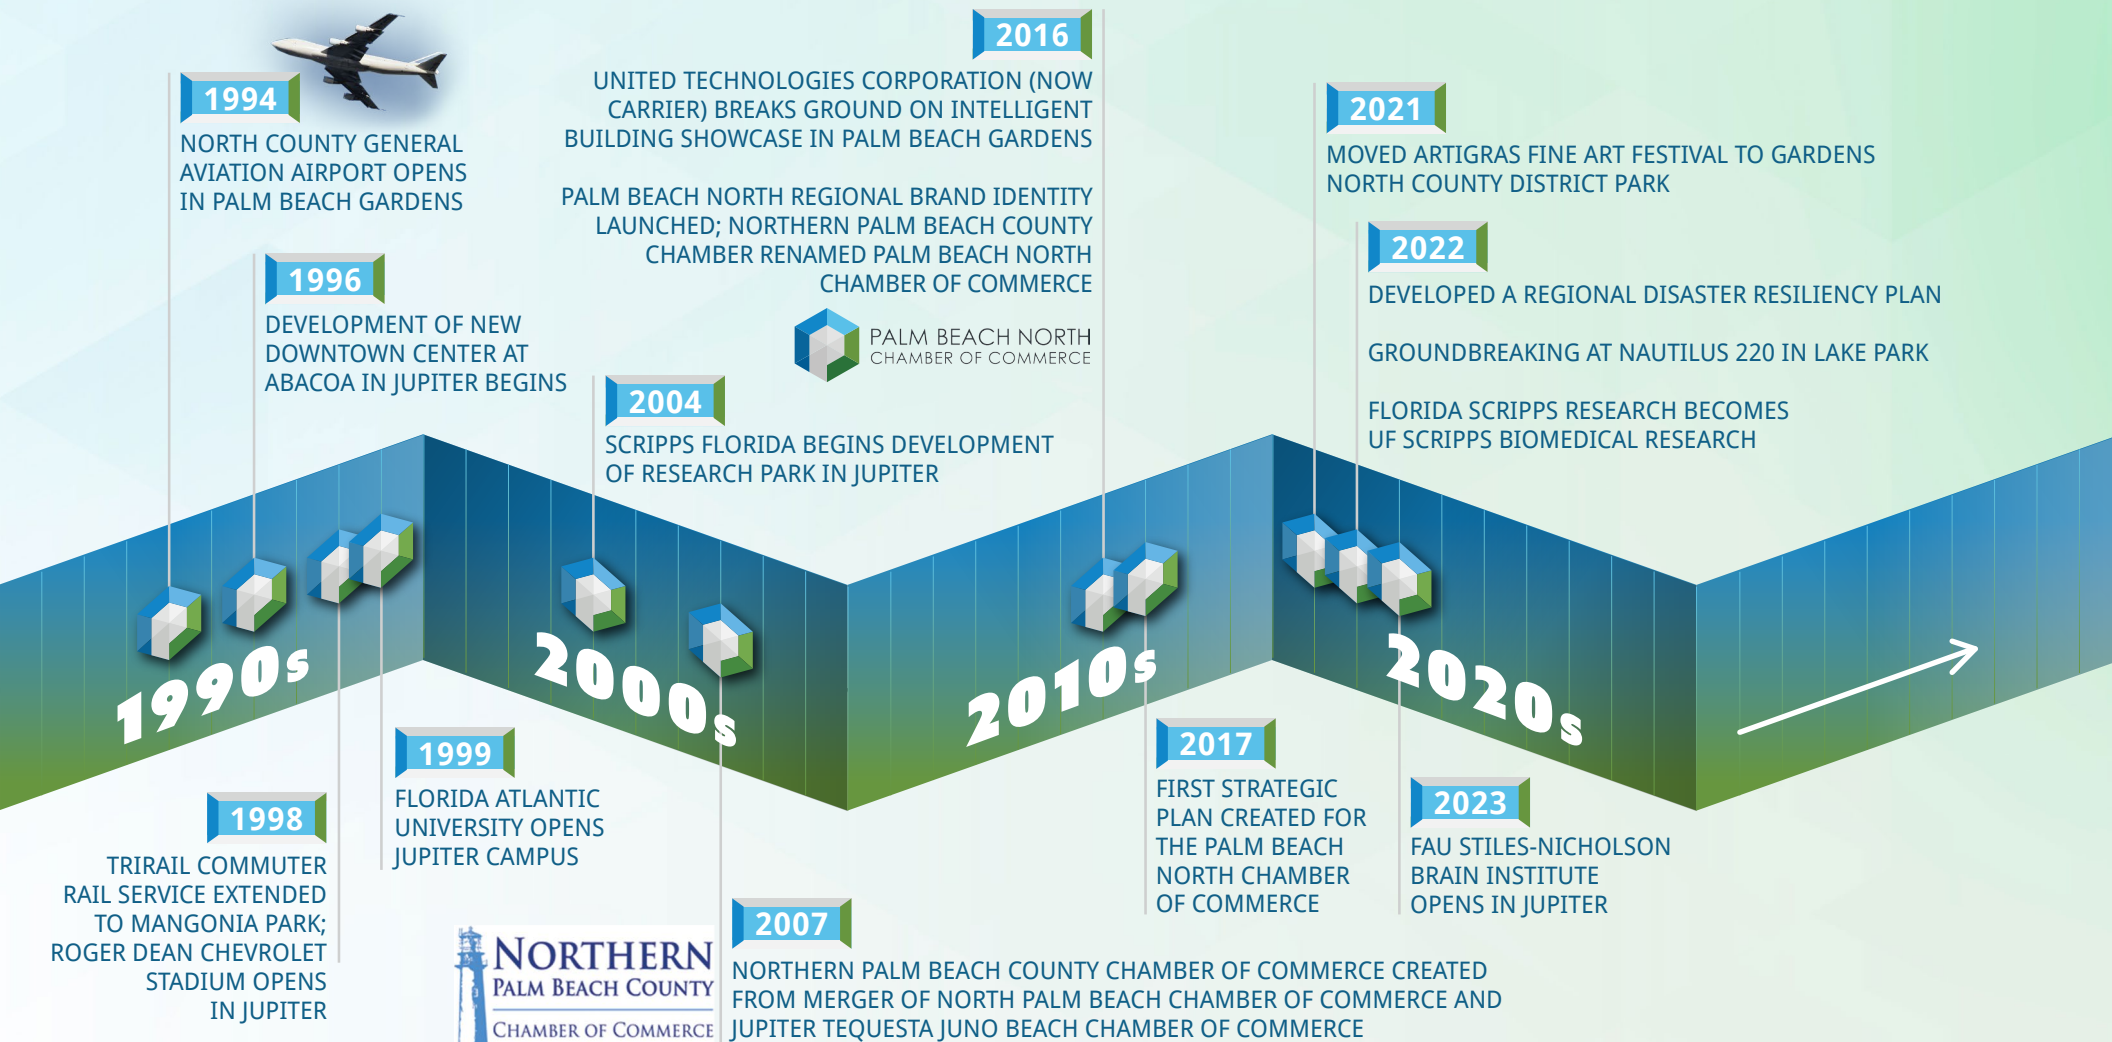 1994
NORTH COUNTY GENERAL
AVIATION AIRPORT OPENS
IN PALM BEACH GARDENS
1996
DEVELOPMENT OF NEW
DOWNTOWN CENTER AT
ABACOA IN JUPITER BEGINS
2004
SCRIPPS FLORIDA BEGINS DEVELOPMENT
OF RESEARCH PARK IN JUPITER
2016
UNITED TECHNOLOGIES CORPORATION (NOW
CARRIER) BREAKS GROUND ON INTELLIGENT
BUILDING SHOWCASE IN PALM BEACH GARDENS
PALM BEACH NORTH REGIONAL BRAND IDENTITY
LAUNCHED; NORTHERN PALM BEACH COUNTY
CHAMBER RENAMED PALM BEACH NORTH
CHAMBER OF COMMERCE
PALM BEACH NORTH
CHAMBER OF COMMERCE
2021
MOVED ARTIGRAS FINE ART FESTIVAL TO GARDENS
NORTH COUNTY DISTRICT PARK
2022
DEVELOPED A REGIONAL DISASTER RESILIENCY PLAN
GROUNDBREAKING AT NAUTILUS 220 IN LAKE PARK
FLORIDA SCRIPPS RESEARCH BECOMES
UF SCRIPPS BIOMEDICAL RESEARCH
1990s
2000s
2010s
2020s
1998
TRIRAIL COMMUTER
RAIL SERVICE EXTENDED
TO MANGONIA PARK;
ROGER DEAN CHEVROLET
STADIUM OPENS
IN JUPITER
1999
FLORIDA ATLANTIC
UNIVERSITY OPENS
JUPITER CAMPUS
NORTHERN
PALM BEACH COUNTY
CHAMBER OF COMMERCE
2007
NORTHERN PALM BEACH COUNTY CHAMBER OF COMMERCE CREATED
FROM MERGER OF NORTH PALM BEACH CHAMBER OF COMMERCE AND
JUPITER TEQUESTA JUNO BEACH CHAMBER OF COMMERCE
2017
FIRST STRATEGIC
PLAN CREATED FOR
THE PALM BEACH
NORTH CHAMBER
OF COMMERCE
2023
FAU STILES-NICHOLSON
BRAIN INSTITUTE
OPENS IN JUPITER